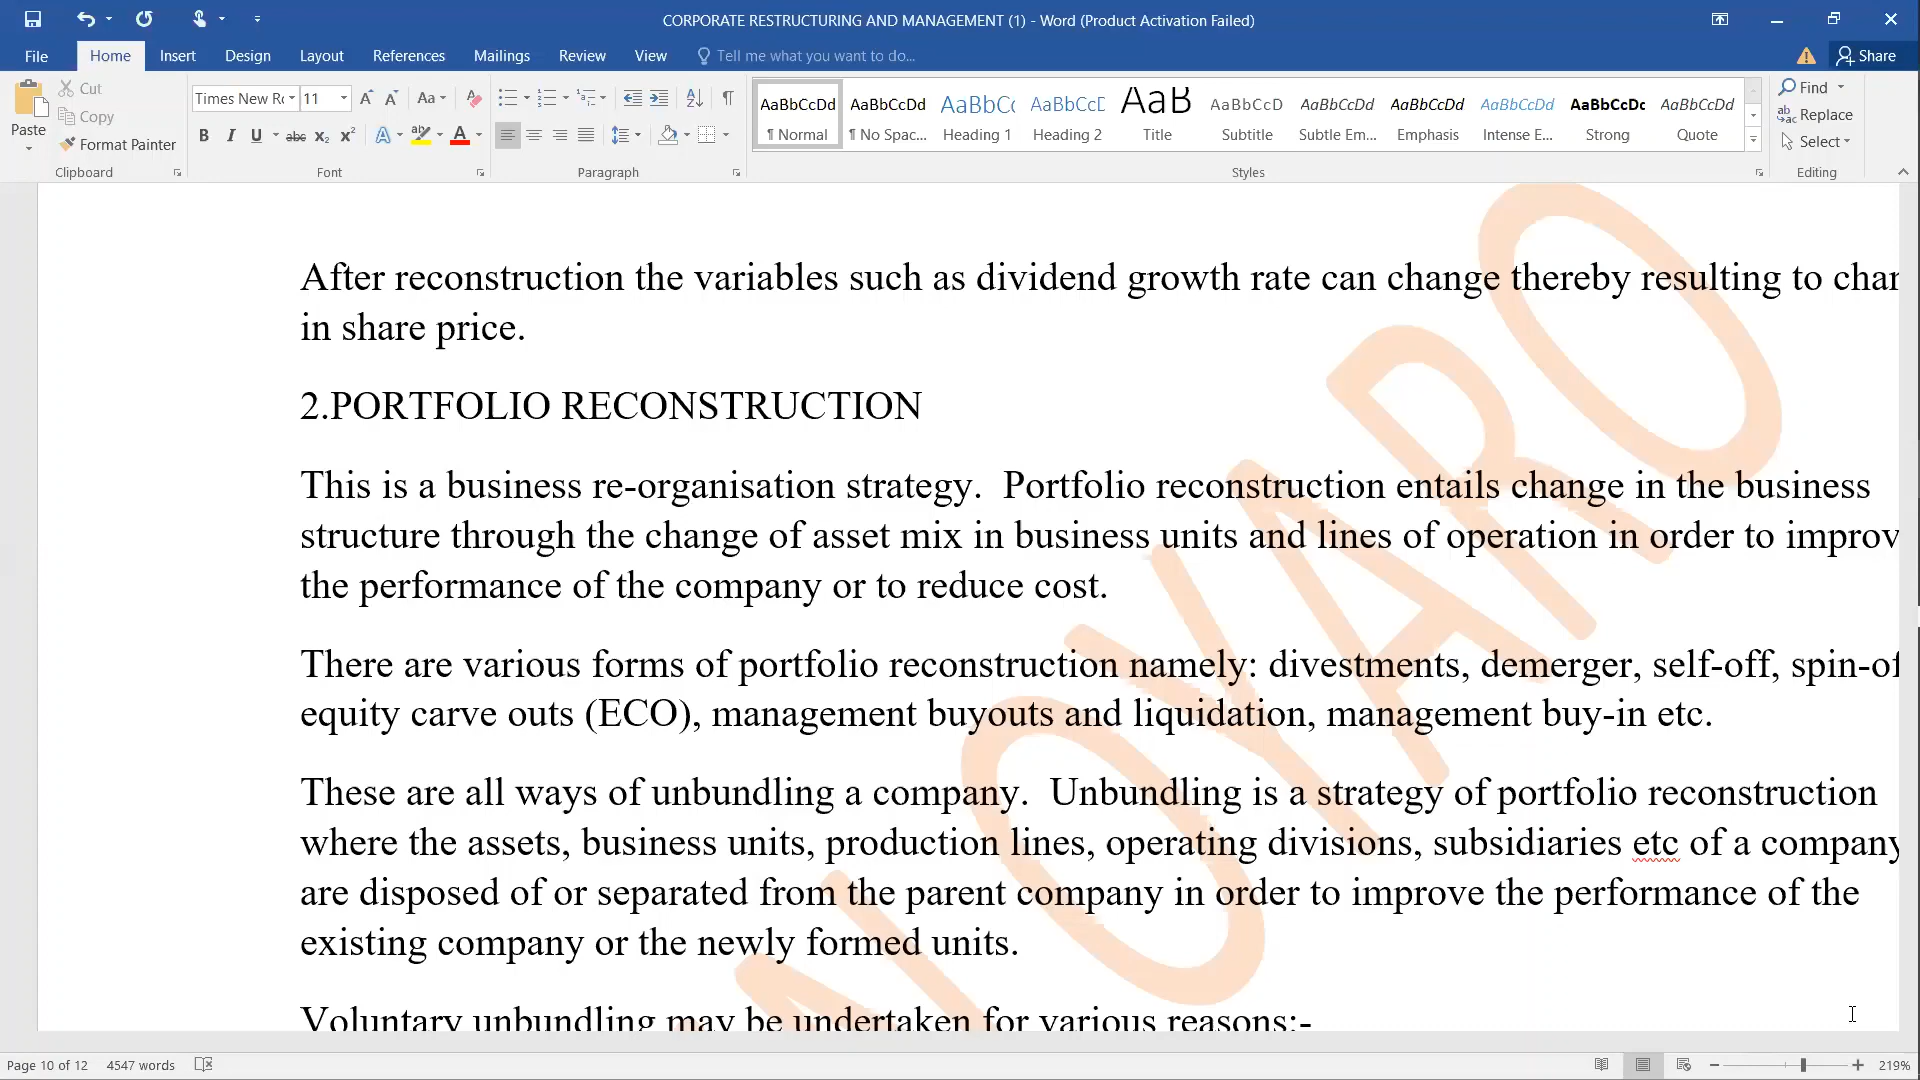 CORPORATE RESTRUCTURING AND MANAGEMENT (1) - Word (Product Activation Failed)
File Home Insert Design Layout References Mailings Review View Tell me what you want to do... Share
Paste
Cut
Copy
Format Painter
Clipboard
Times New Rc 11
Font
Paragraph
AaBbCcDd AaBbCcDd AaBbCc AaBbCcD AaB AaBbCcD AaBbCcDd AaBbCcDd AaBbCcDd AaBbCcDc AaBbCcDd
¶ Normal ¶ No Spac... Heading 1 Heading 2 Title Subtitle Subtle Em... Emphasis Intense E... Strong Quote
Styles
Find
Replace
Select
Editing
After reconstruction the variables such as dividend growth rate can change thereby resulting to chan
in share price.
2.PORTFOLIO RECONSTRUCTION
This is a business re-organisation strategy.  Portfolio reconstruction entails change in the business
structure through the change of asset mix in business units and lines of operation in order to improv
the performance of the company or to reduce cost.
There are various forms of portfolio reconstruction namely: divestments, demerger, self-off, spin-of
equity carve outs (ECO), management buyouts and liquidation, management buy-in etc.
These are all ways of unbundling a company.  Unbundling is a strategy of portfolio reconstruction
where the assets, business units, production lines, operating divisions, subsidiaries etc of a company
are disposed of or separated from the parent company in order to improve the performance of the
existing company or the newly formed units.
Voluntary unbundling may be undertaken for various reasons:-
NOYARO
Page 10 of 12 4547 words 219%